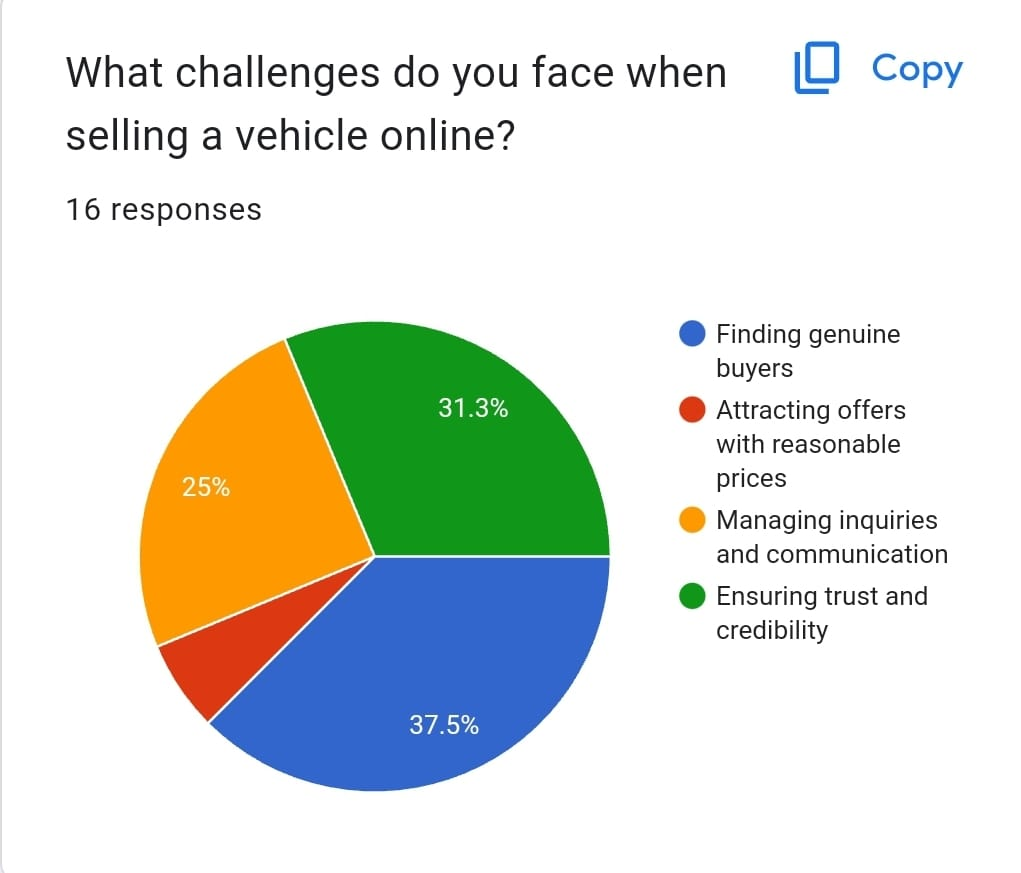 What challenges do you face when
selling a vehicle online?
Copy
16 responses
31.3%
25%
37.5%
Finding genuine
buyers
Attracting offers
with reasonable
prices
Managing inquiries
and communication
Ensuring trust and
credibility